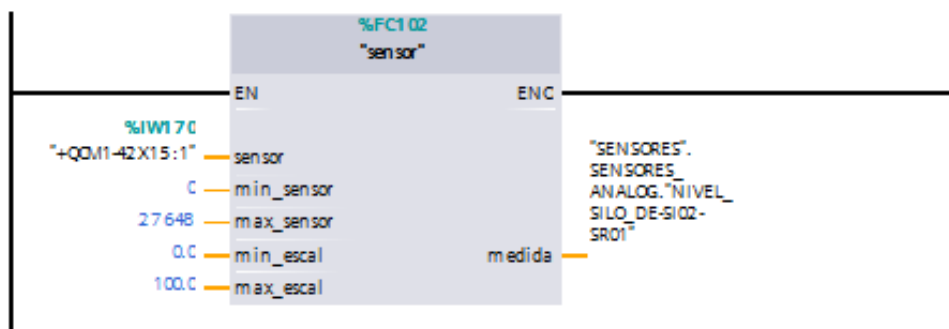 %FC102
"sensor"
EN ENO
%IW170
"+QCM1-42X15:1" sensor
0 min_sensor
27648 max_sensor
0.0 min_escal
100.0 max_escal
medida
"SENSORES".
SENSORES_
ANALOG."NIVEL_
SILO_DE-SI02-
SR01"